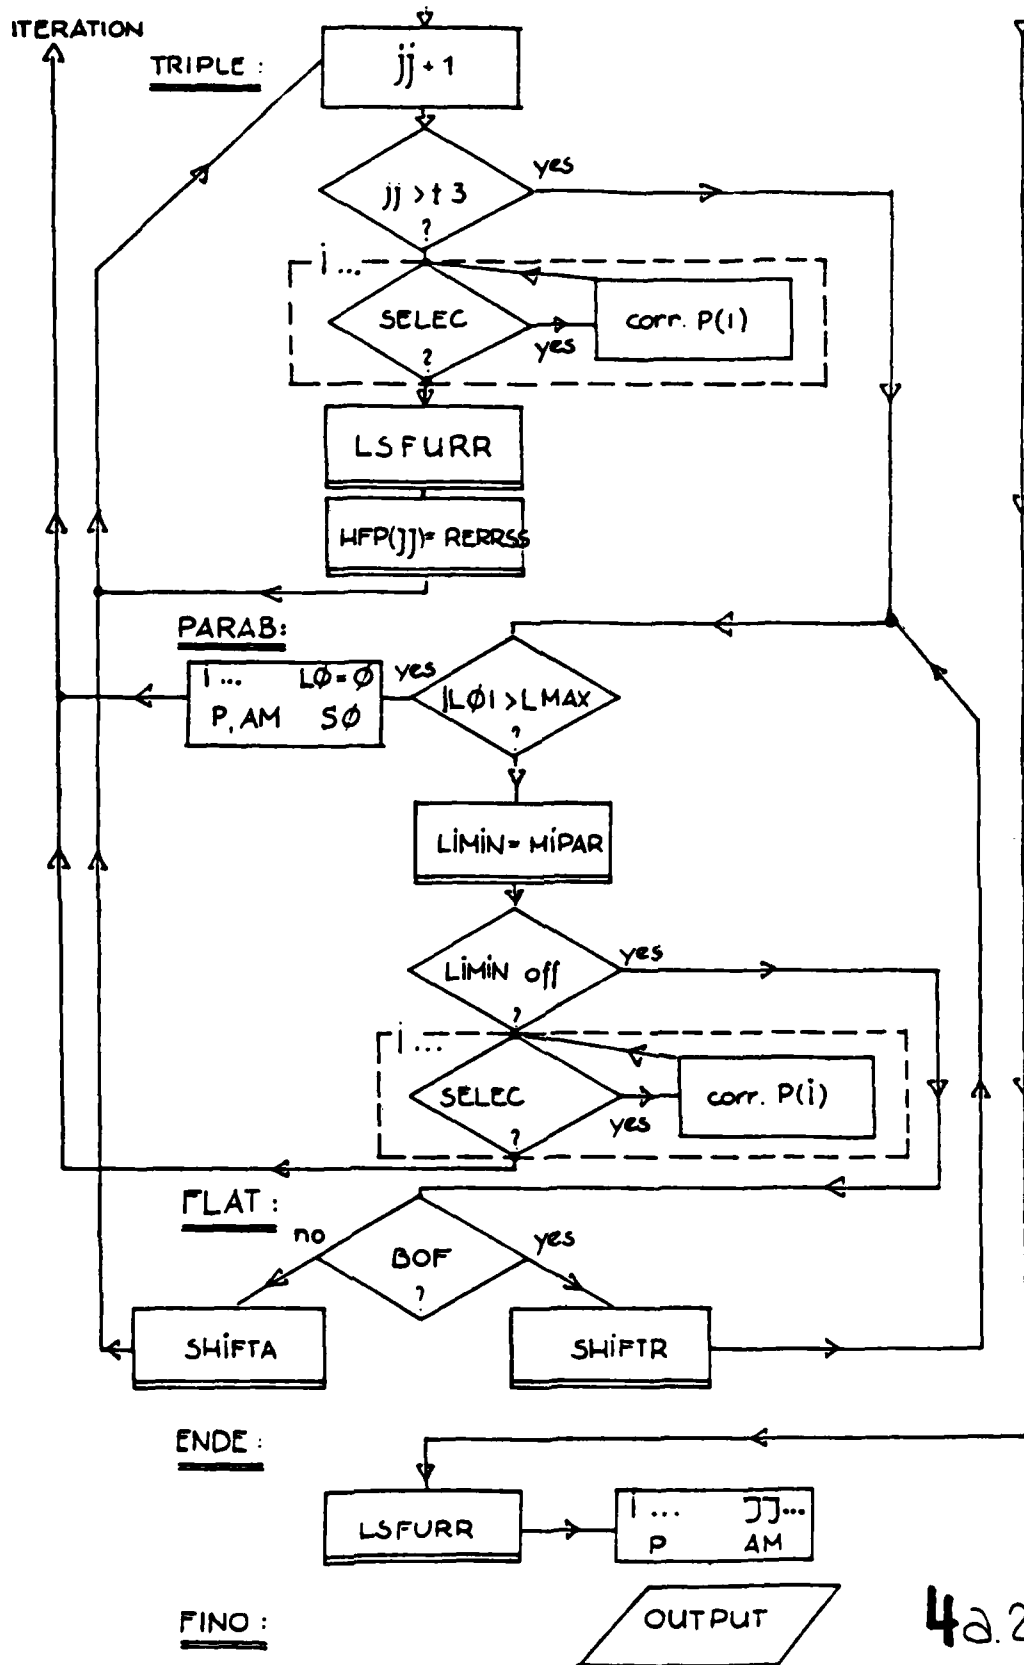 ITERATION
TRIPLE :
jj + 1
yes
jj > t 3
?
i ...
SELEC
?
yes
corr. P(i)
LSFURR
HFP(jj)= RERRSS
PARAB:
i ... LØ = Ø
P, AM SØ
yes
|LØ| > LMAX
?
LiMiN = MiPAR
LiMiN off
?
yes
i ...
SELEC
?
yes
corr. P(i)
FLAT :
no
BOF
?
yes
SHiFTA
SHiFTR
ENDE :
LSFURR
i ... JJ...
P AM
FINO :
OUTPUT
4a.2